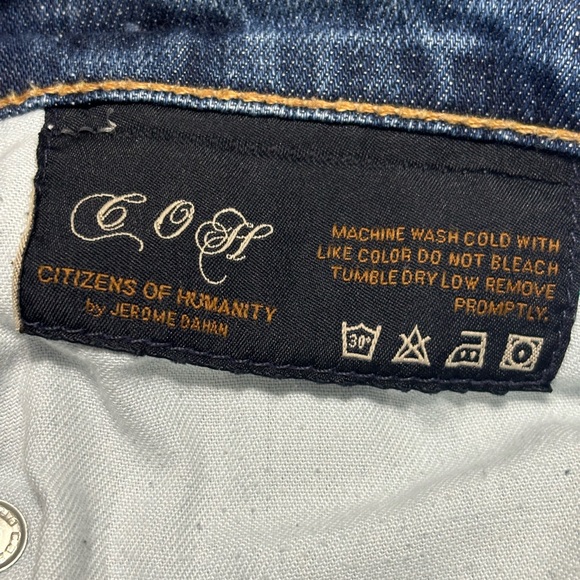 C O H
CITIZENS OF HUMANITY
by JEROME DAHAN
MACHINE WASH COLD WITH
LIKE COLOR DO NOT BLEACH
TUMBLE DRY LOW REMOVE
PROMPTLY.
30°